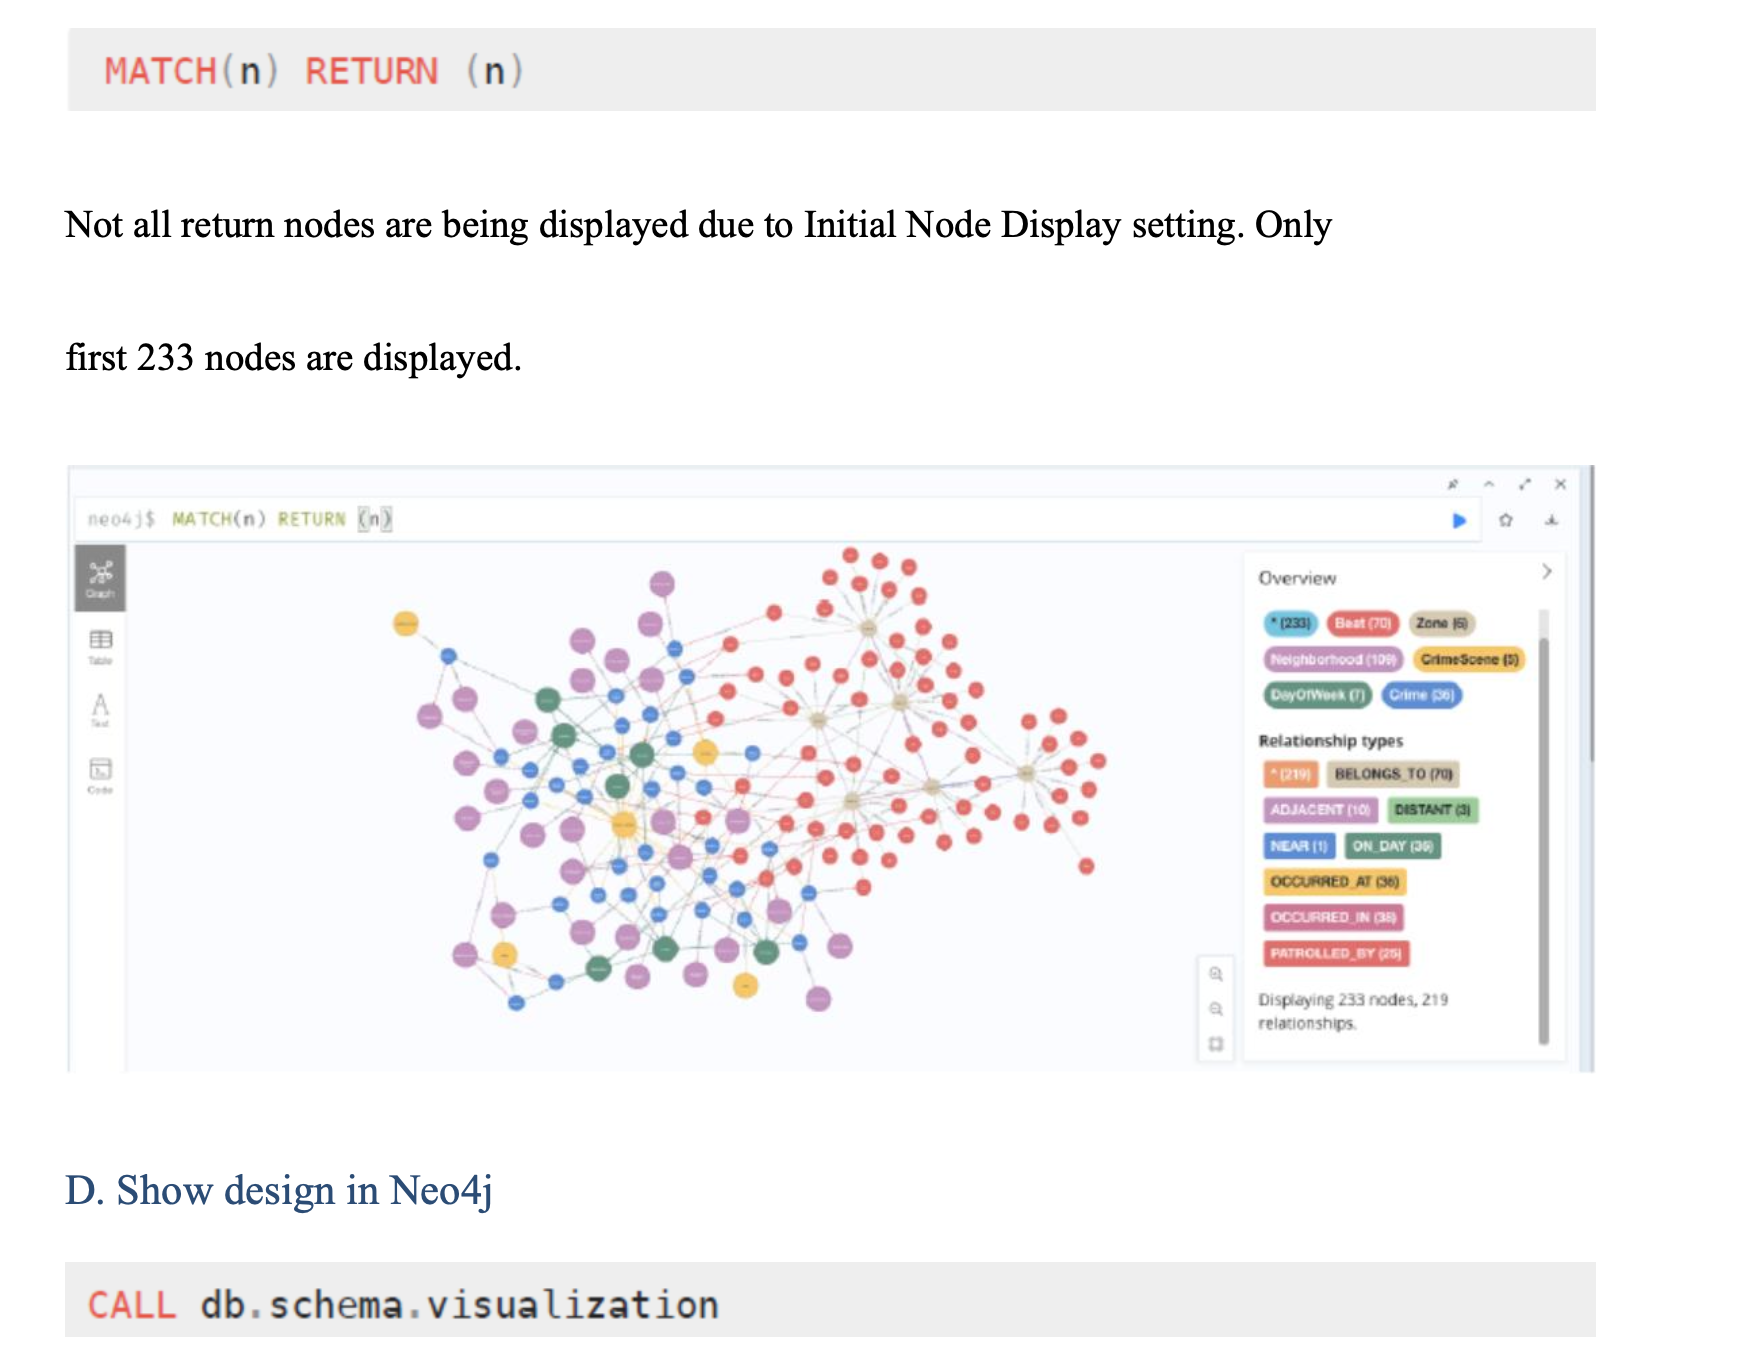 MATCH(n) RETURN (n)
Not all return nodes are being displayed due to Initial Node Display setting. Only
first 233 nodes are displayed.
neo4j$ MATCH(n) RETURN (n)
Graph
Table
A
Text
Code
Overview
* (233) Beat (70) Zone (6)
Neighborhood (109) CrimeScene (5)
DayOfWeek (7) Crime (36)
Relationship types
* (219) BELONGS_TO (70)
ADJACENT (10) DISTANT (3)
NEAR (1) ON_DAY (36)
OCCURRED_AT (36)
OCCURRED_IN (38)
PATROLLED_BY (25)
Displaying 233 nodes, 219
relationships.
D. Show design in Neo4j
CALL db.schema.visualization